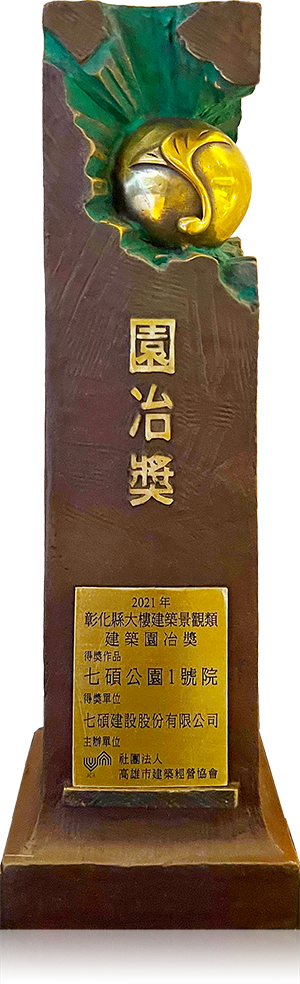 園冶獎
2021年
彰化縣大樓建築景觀類
建築園冶獎
得獎作品
七碩公園1號院
得獎單位
七碩建設股份有限公司
主辦單位
社團法人
高雄市建築經營協會